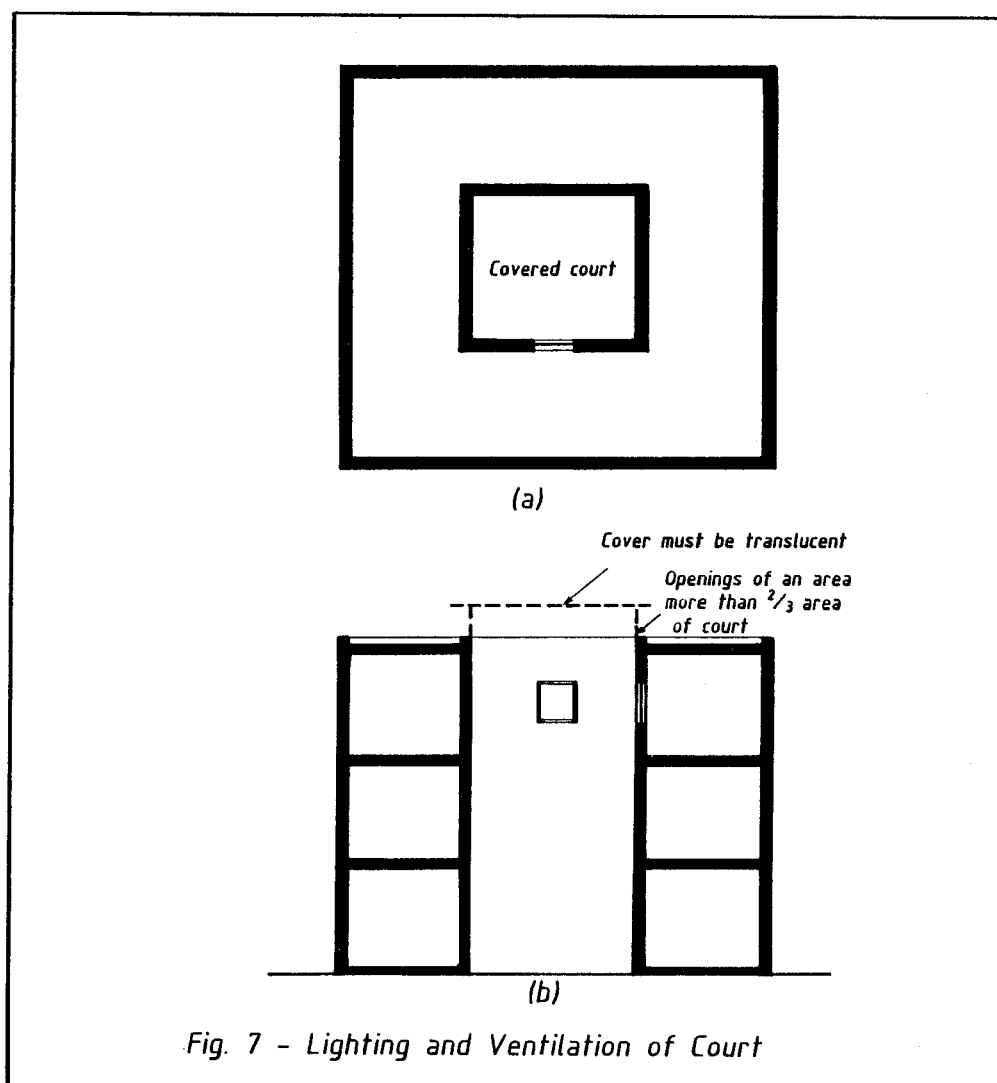 Covered court
(a)
Cover must be translucent
Openings of an area
more than 2/3 area
of court
(b)
Fig. 7 - Lighting and Ventilation of Court